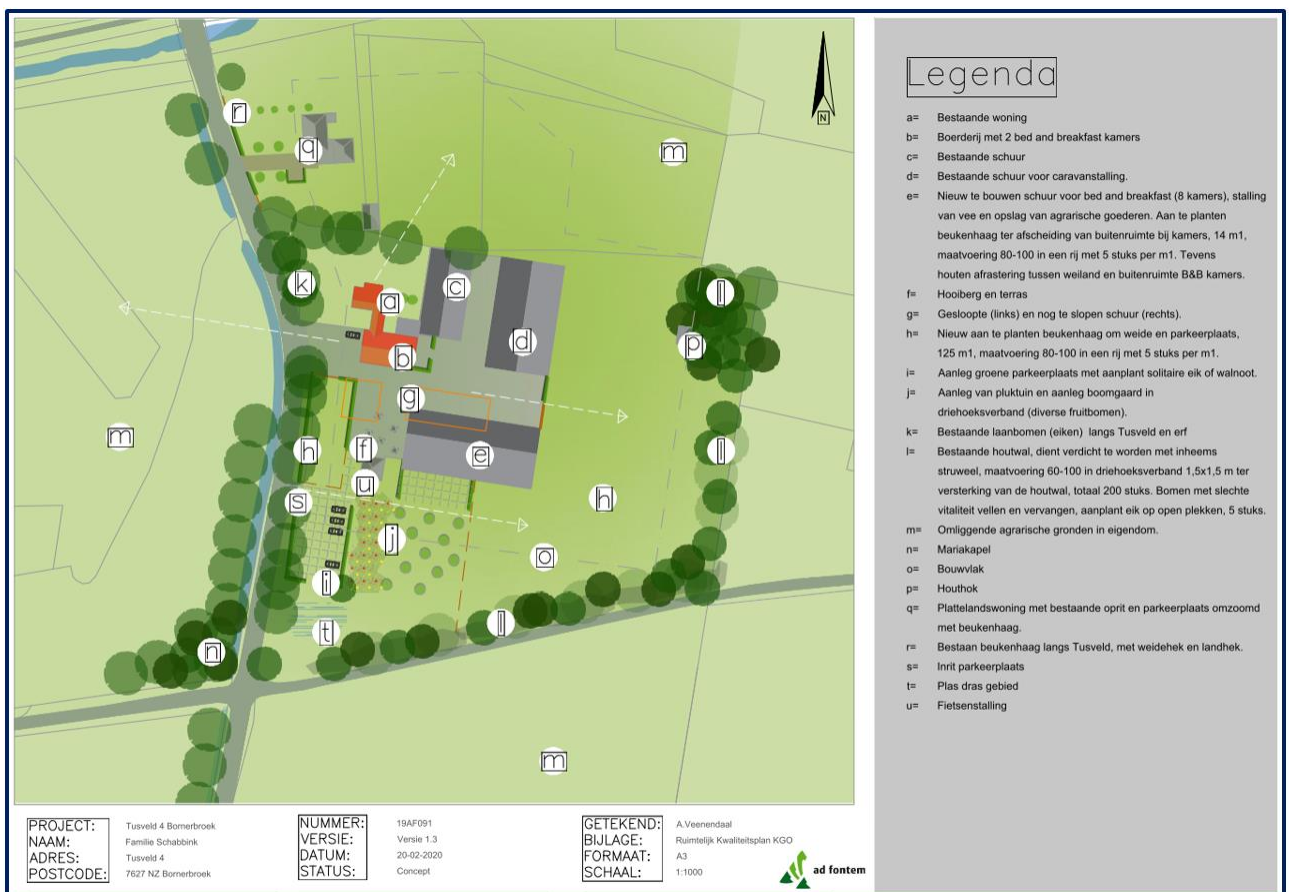 Legenda
a= Bestaande woning
b= Boerderij met 2 bed and breakfast kamers
c= Bestaande schuur
d= Bestaande schuur voor caravanstalling.
e= Nieuw te bouwen schuur voor bed and breakfast (8 kamers), stalling
van vee en opslag van agrarische goederen. Aan te planten
beukenhaag ter afscheiding van buitenruimte bij kamers, 14 m1,
maatvoering 80-100 in een rij met 5 stuks per m1. Tevens
houten afrastering tussen weiland en buitenruimte B&B kamers.
f= Hooiberg en terras
g= Gesloopte (links) en nog te slopen schuur (rechts).
h= Nieuw aan te planten beukenhaag om weide en parkeerplaats,
125 m1, maatvoering 80-100 in een rij met 5 stuks per m1.
i= Aanleg groene parkeerplaats met aanplant solitaire eik of walnoot.
j= Aanleg van pluktuin en aanleg boomgaard in
driehoeksverband (diverse fruitbomen).
k= Bestaande laanbomen (eiken) langs Tusveld en erf
l= Bestaande houtwal, dient verdicht te worden met inheems
struweel, maatvoering 60-100 in driehoeksverband 1,5x1,5 m ter
versterking van de houtwal, totaal 200 stuks. Bomen met slechte
vitaliteit vellen en vervangen, aanplant eik op open plekken, 5 stuks.
m= Omliggende agrarische gronden in eigendom.
n= Mariakapel
o= Bouwvlak
p= Houthok
q= Plattelandswoning met bestaande oprit en parkeerplaats omzoomd
met beukenhaag.
r= Bestaan beukenhaag langs Tusveld, met weidehek en landhek.
s= Inrit parkeerplaats
t= Plas dras gebied
u= Fietsenstalling
N
r
q
m
k
a
c
l
d
p
b
g
m
h
f
e
l
u
s
h
j
o
i
t
l
n
m
PROJECT: Tusveld 4 Bornerbroek
NAAM: Familie Schabbink
ADRES: Tusveld 4
POSTCODE: 7627 NZ Bornerbroek
NUMMER: 19AF091
VERSIE: Versie 1.3
DATUM: 20-02-2020
STATUS: Concept
GETEKEND: A.Veenendaal
BIJLAGE: Ruimtelijk Kwaliteitsplan KGO
FORMAAT: A3
SCHAAL: 1:1000
ad fontem